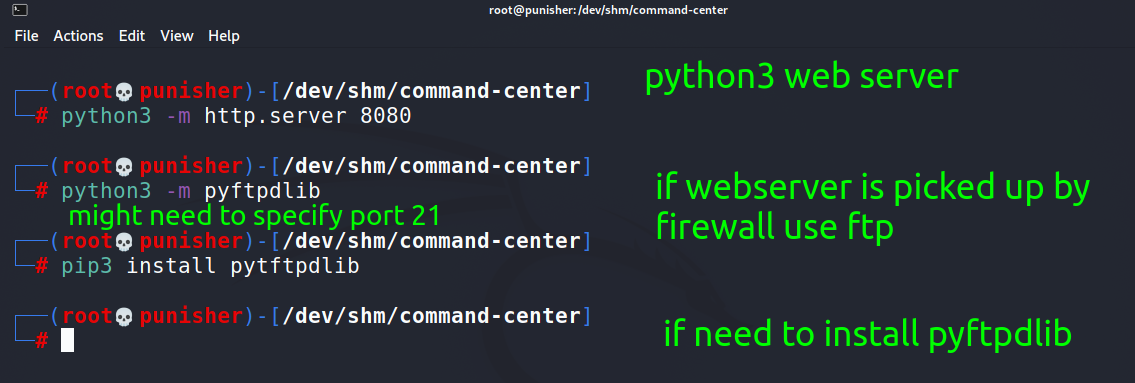 root@punisher:/dev/shm/command-center
File Actions Edit View Help
python3 web server
(root💀punisher)-[/dev/shm/command-center]
# python3 -m http.server 8080
(root💀punisher)-[/dev/shm/command-center]
# python3 -m pyftpdlib
if webserver is picked up by
firewall use ftp
might need to specify port 21
(root💀punisher)-[/dev/shm/command-center]
# pip3 install pytftpdlib
(root💀punisher)-[/dev/shm/command-center]
#
if need to install pyftpdlib